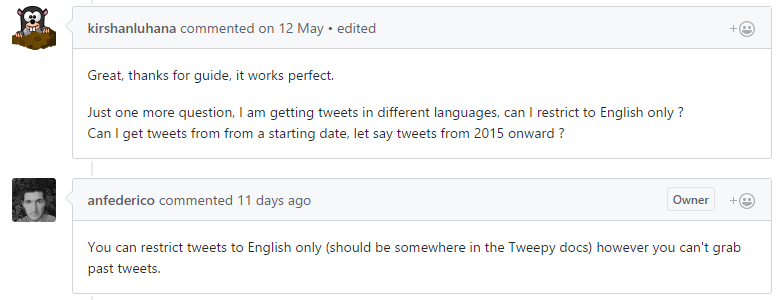 kirshanluhana commented on 12 May • edited
Great, thanks for guide, it works perfect.
Just one more question, I am getting tweets in different languages, can I restrict to English only ?
Can I get tweets from from a starting date, let say tweets from 2015 onward ?
anfederico commented 11 days ago
Owner
You can restrict tweets to English only (should be somewhere in the Tweepy docs) however you can't grab
past tweets.